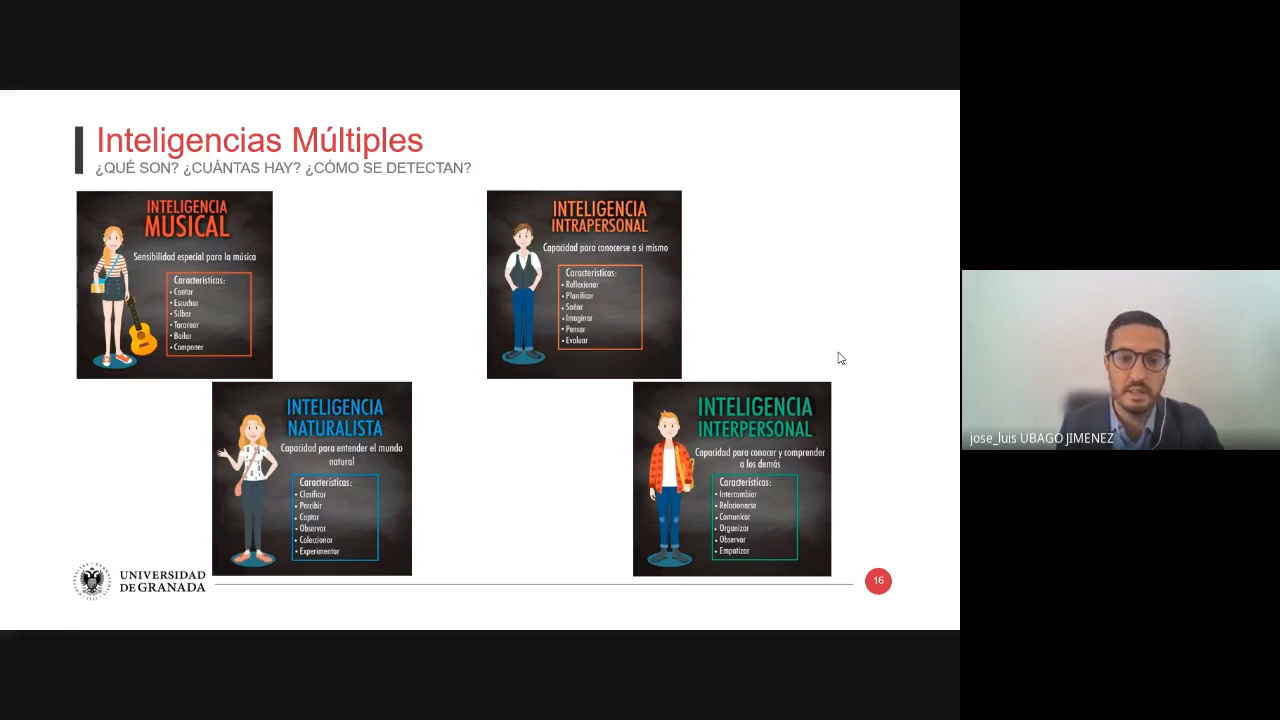 Inteligencias Múltiples
¿QUÉ SON? ¿CUÁNTAS HAY? ¿CÓMO SE DETECTAN?
INTELIGENCIA
MUSICAL
Sensibilidad especial para la música
Características:
• Cantar
• Escuchar
• Silbar
• Tararear
• Bailar
• Componer
INTELIGENCIA
INTRAPERSONAL
Capacidad para conocerse a si mismo
Características:
• Reflexionar
• Planificar
• Soñar
• Imaginar
• Pensar
• Evaluar
INTELIGENCIA
NATURALISTA
Capacidad para entender el mundo
natural
Características:
• Clasificar
• Percibir
• Captar
• Observar
• Coleccionar
• Experimentar
INTELIGENCIA
INTERPERSONAL
Capacidad para conocer y comprender
a los demás
Características:
• Intercambiar
• Relacionarse
• Comunicar
• Organizar
• Observar
• Empatizar
UNIVERSIDAD
DE GRANADA
16
jose_luis UBAGO JIMENEZ